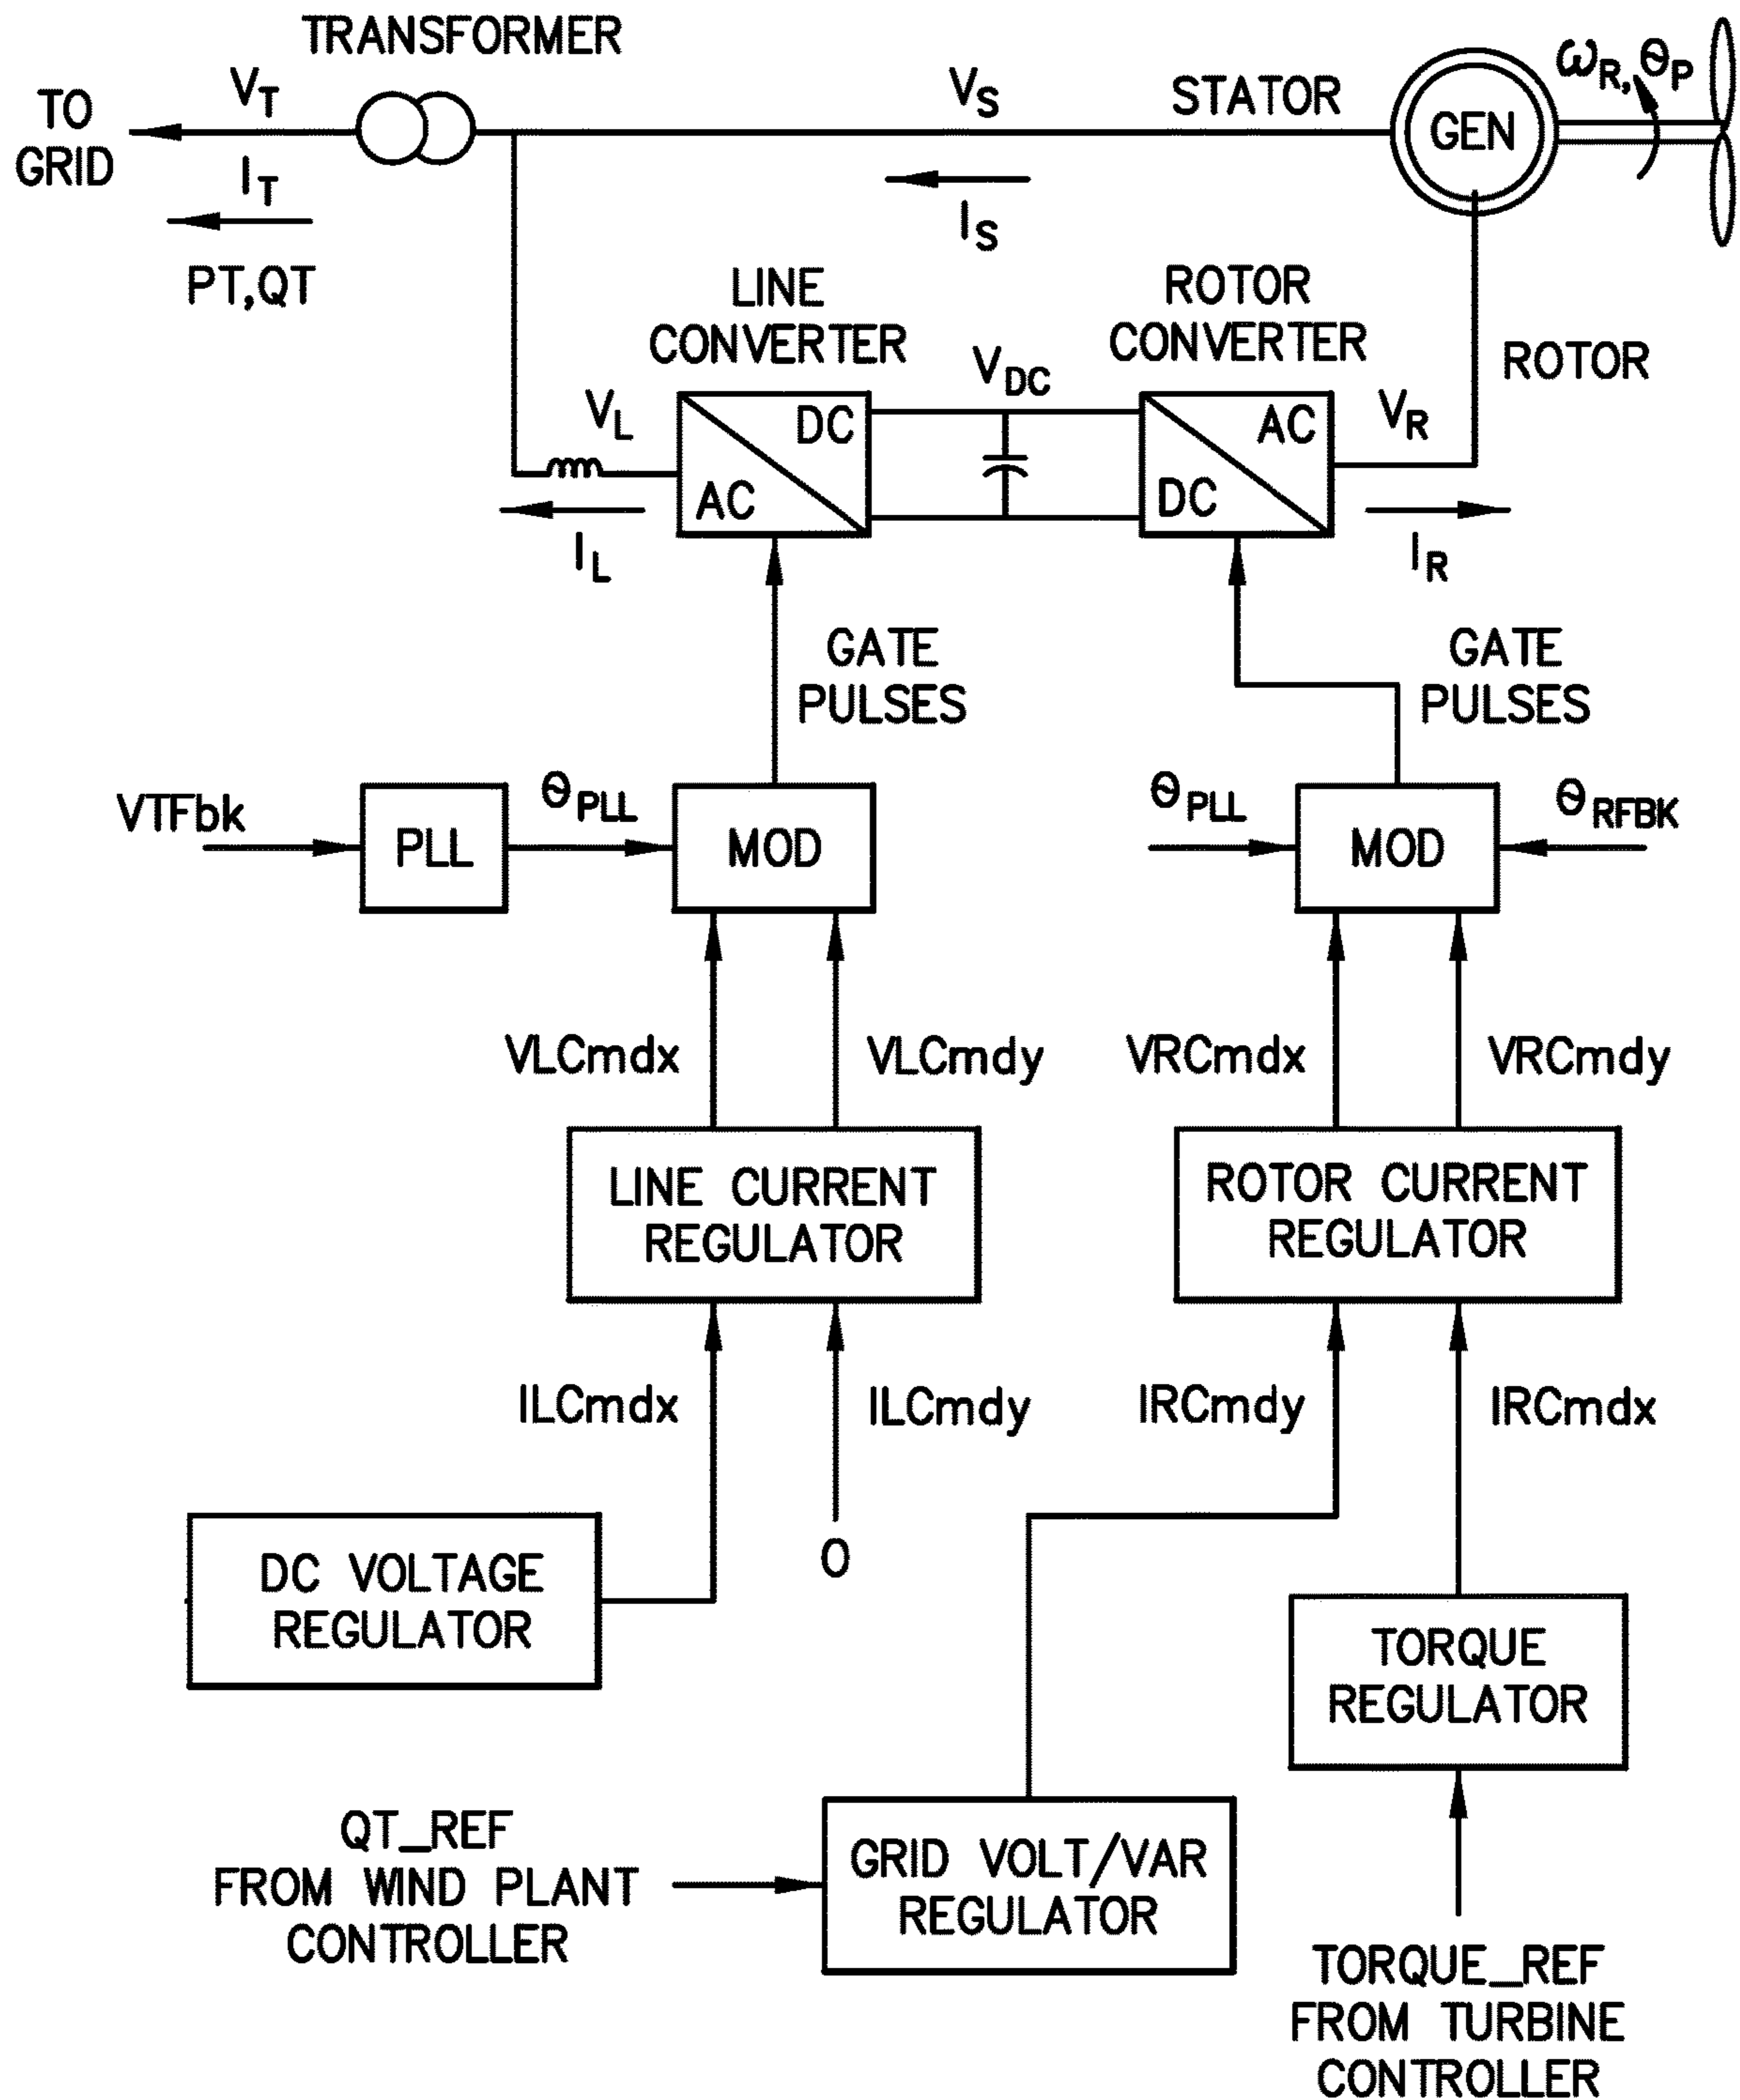 TRANSFORMER
TO
GRID
V_T
I_T
PT,QT
V_S
STATOR
I_S
GEN
ω_R, θ_P
LINE
CONVERTER
V_DC
ROTOR
CONVERTER
ROTOR
V_L
DC
AC
AC
DC
V_R
I_L
I_R
GATE
PULSES
GATE
PULSES
VTFbk
PLL
θ_PLL
MOD
θ_PLL
MOD
θ_RFBK
VLCmdx
VLCmdy
VRCmdx
VRCmdy
LINE CURRENT
REGULATOR
ROTOR CURRENT
REGULATOR
ILCmdx
ILCmdy
IRCmdy
IRCmdx
0
DC VOLTAGE
REGULATOR
TORQUE
REGULATOR
QT_REF
FROM WIND PLANT
CONTROLLER
GRID VOLT/VAR
REGULATOR
TORQUE_REF
FROM TURBINE
CONTROLLER